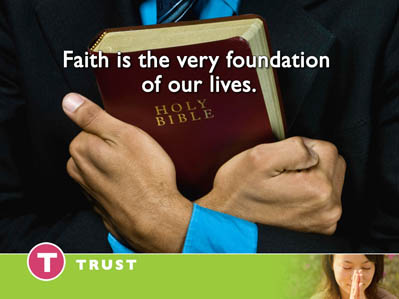 Faith is the very foundation
of our lives.
HOLY
BIBLE
T TRUST